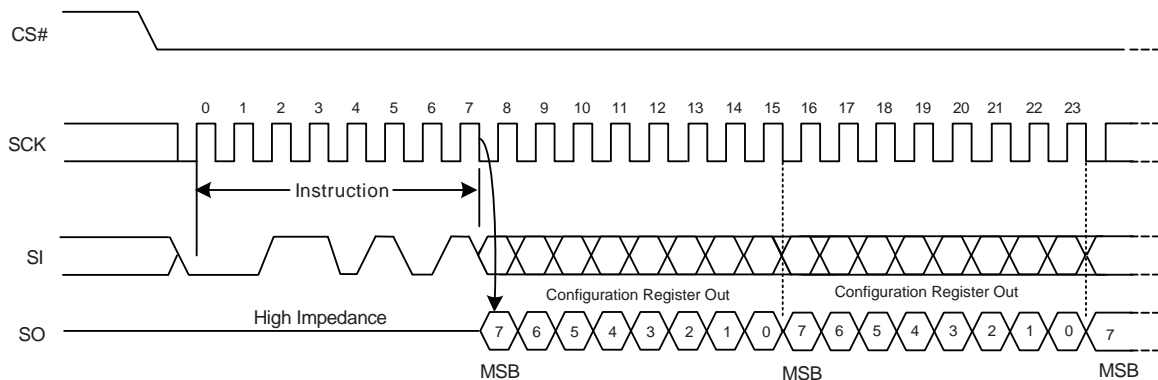 CS#
0 1 2 3 4 5 6 7 8 9 10 11 12 13 14 15 16 17 18 19 20 21 22 23
SCK
Instruction
SI
Configuration Register Out Configuration Register Out
High Impedance
SO 7 6 5 4 3 2 1 0 7 6 5 4 3 2 1 0 7
MSB MSB MSB